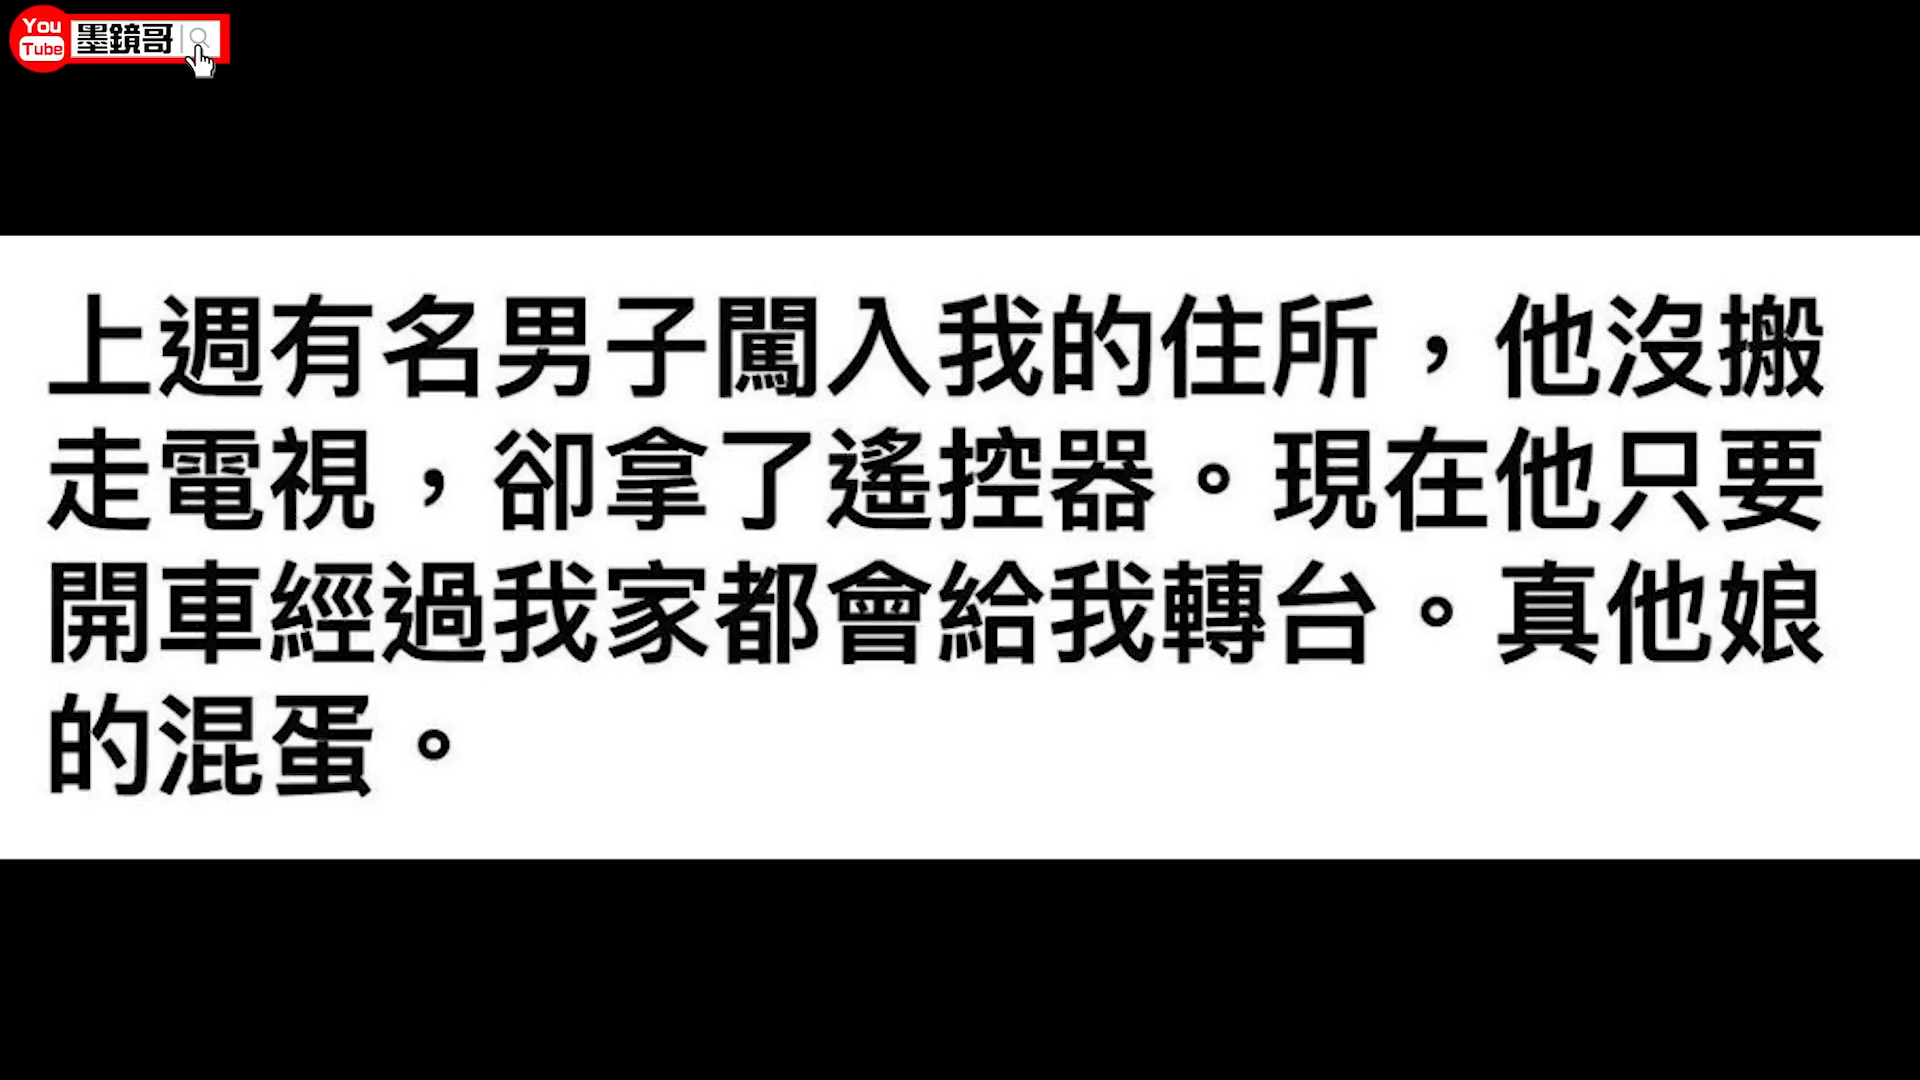 You
Tube
墨鏡哥
上週有名男子闖入我的住所，他沒搬
走電視，卻拿了遙控器。現在他只要
開車經過我家都會給我轉台。真他娘
的混蛋。